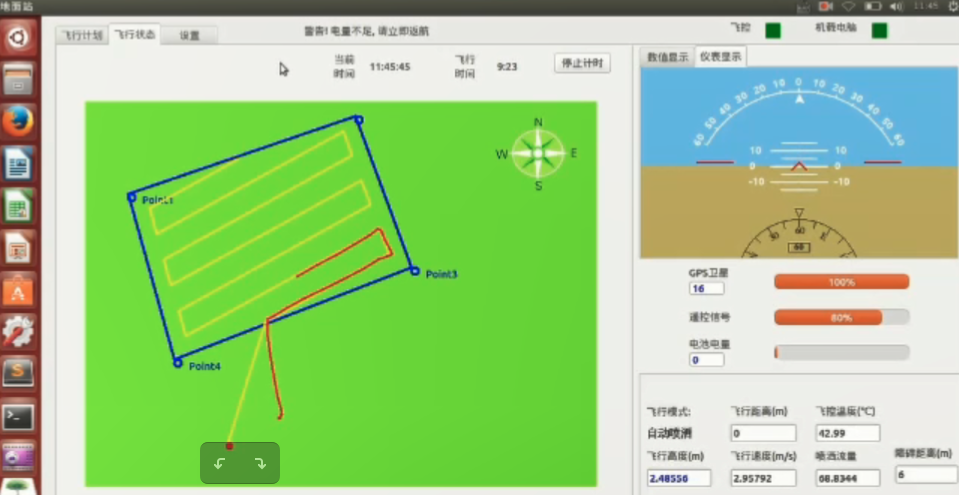 地面站
11:45
飞行计划 飞行状态 设置
警告! 电量不足, 请立即返航
飞控 机载电脑
当前时间 11:45:45 飞行时间 9:23 停止计时
数值显示 仪表显示
60 50 40 30 20 10 0 10 20 30 40 50 60
10 10
0 0
-10 -10
60
60
N
W E
S
Point1
Point3
Point4
GPS卫星
16
100%
遥控信号
80%
电池电量
0
飞行模式: 飞行距离(m) 飞控温度(℃)
自动喷洒 0 42.99
飞行高度(m) 飞行速度(m/s) 喷洒流量 障碍距离(m)
2.48556 2.95792 68.8344 6